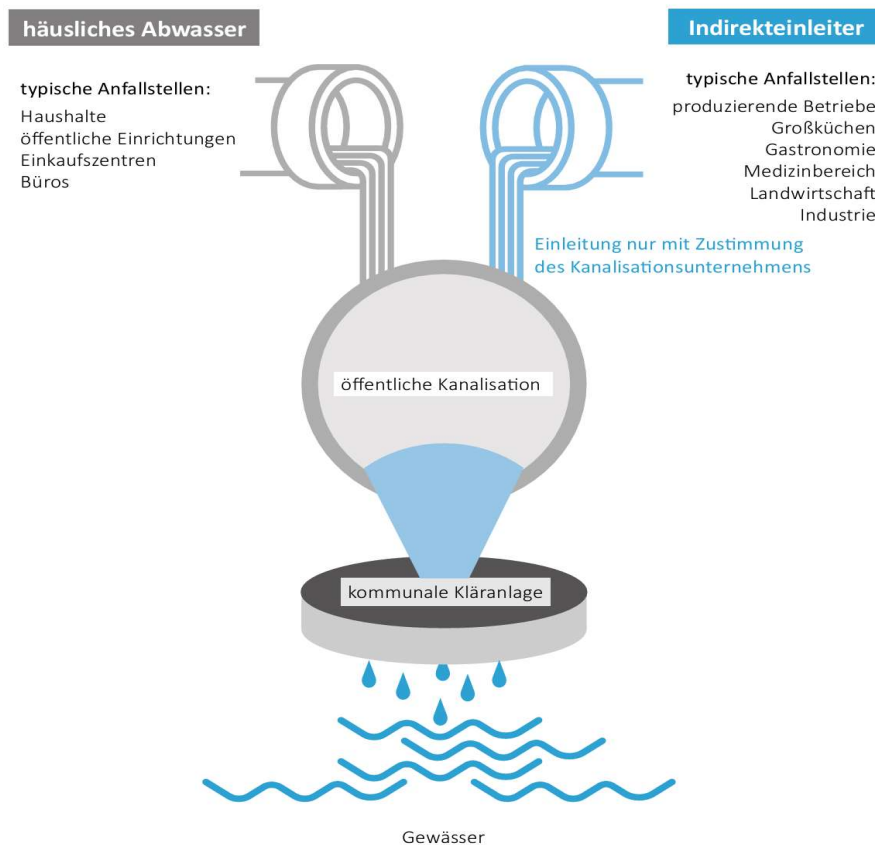 häusliches Abwasser
typische Anfallstellen:
Haushalte
öffentliche Einrichtungen
Einkaufszentren
Büros
Indirekteinleiter
typische Anfallstellen:
produzierende Betriebe
Großküchen
Gastronomie
Medizinbereich
Landwirtschaft
Industrie
Einleitung nur mit Zustimmung
des Kanalisationsunternehmens
öffentliche Kanalisation
kommunale Kläranlage
Gewässer